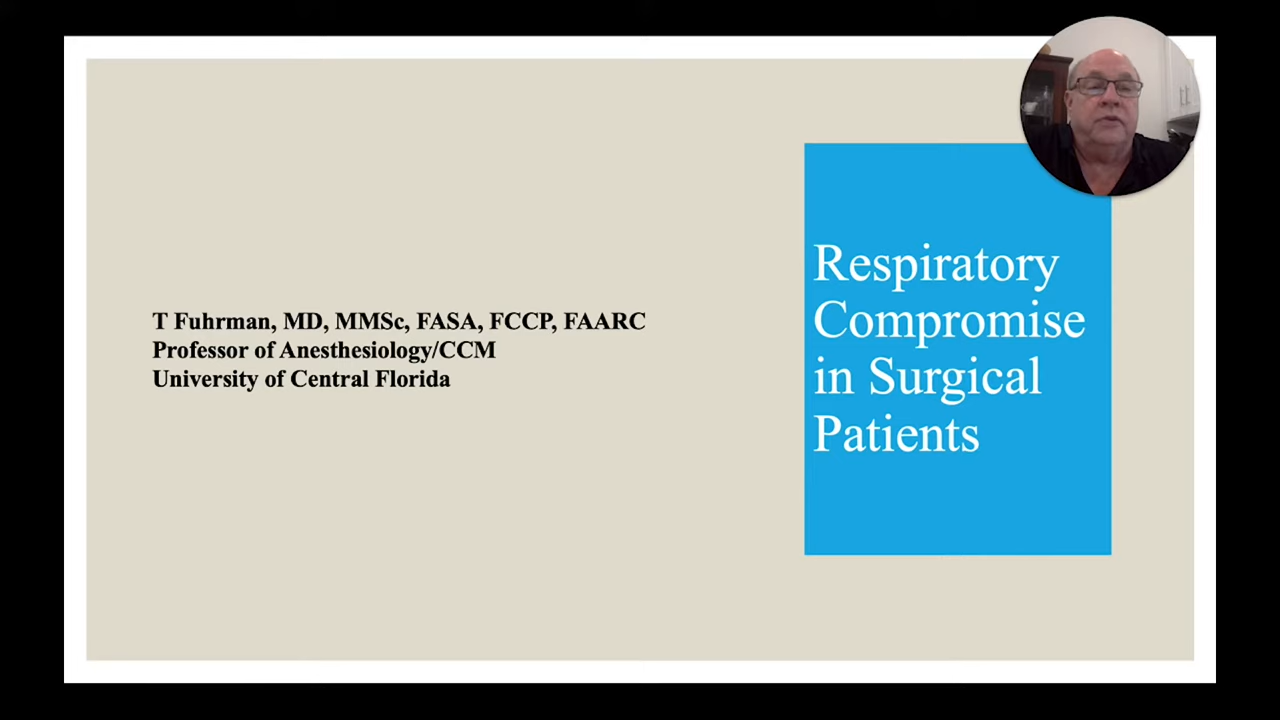 T Fuhrman, MD, MMSc, FASA, FCCP, FAARC
Professor of Anesthesiology/CCM
University of Central Florida
Respiratory
Compromise
in Surgical
Patients